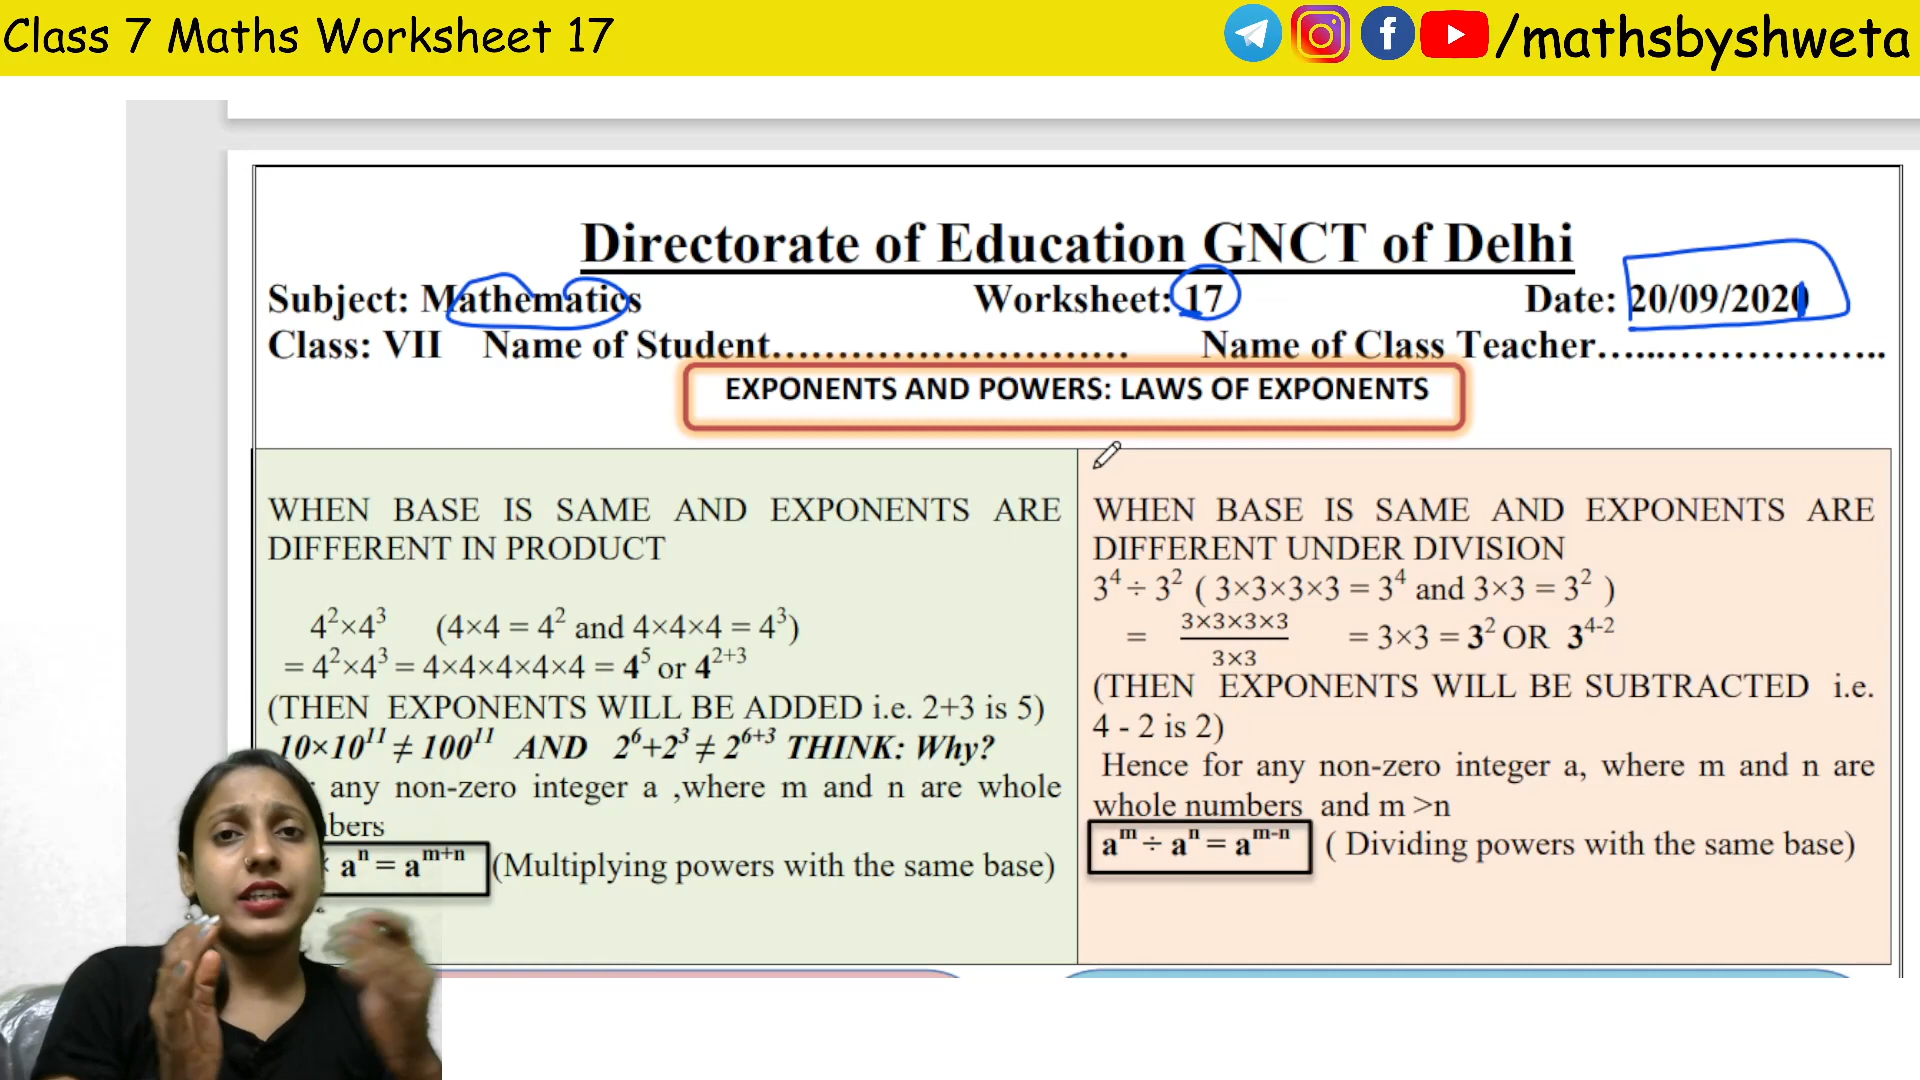 Class 7 Maths Worksheet 17
/mathsbyshweta
Directorate of Education GNCT of Delhi
Subject: Mathematics Worksheet: 17 Date: 20/09/2020
Class: VII Name of Student........................... Name of Class Teacher......................
EXPONENTS AND POWERS: LAWS OF EXPONENTS
WHEN BASE IS SAME AND EXPONENTS ARE
DIFFERENT IN PRODUCT
4²×4³ (4×4 = 4² and 4×4×4 = 4³)
= 4²×4³ = 4×4×4×4×4 = 4⁵ or 4²⁺³
(THEN EXPONENTS WILL BE ADDED i.e. 2+3 is 5)
10×10¹¹ ≠ 100¹¹ AND 2⁶+2³ ≠ 2⁶⁺³ THINK: Why?
any non-zero integer a ,where m and n are whole
bers
× aⁿ = aᵐ⁺ⁿ (Multiplying powers with the same base)
WHEN BASE IS SAME AND EXPONENTS ARE
DIFFERENT UNDER DIVISION
3⁴ ÷ 3² ( 3×3×3×3 = 3⁴ and 3×3 = 3² )
= 3×3×3×3 / 3×3 = 3×3 = 3² OR 3⁴⁻²
(THEN EXPONENTS WILL BE SUBTRACTED i.e.
4 - 2 is 2)
Hence for any non-zero integer a, where m and n are
whole numbers and m >n
aᵐ ÷ aⁿ = aᵐ⁻ⁿ ( Dividing powers with the same base)